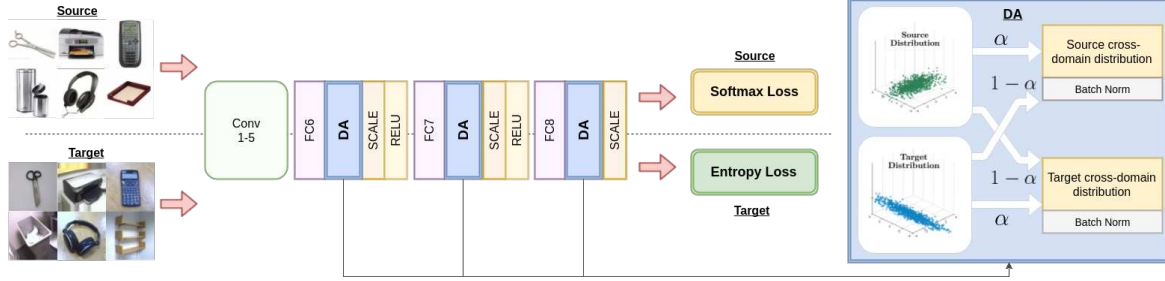 Source
Target
Conv
1-5
FC6
DA
SCALE
RELU
FC7
DA
SCALE
RELU
FC8
DA
SCALE
Source
Softmax Loss
Entropy Loss
Target
DA
Source
Distribution
α
Source cross-
domain distribution
Batch Norm
1 − α
Target
Distribution
1 − α
Target cross-domain
distribution
α
Batch Norm